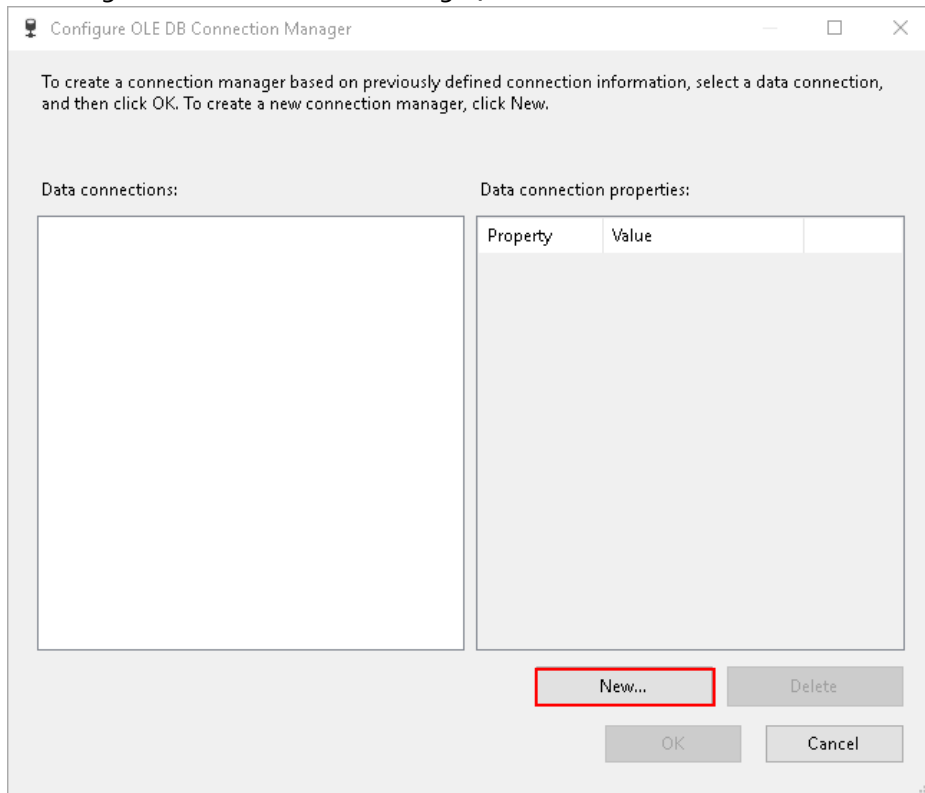 Configure OLE DB Connection Manager
To create a connection manager based on previously defined connection information, select a data connection,
and then click OK. To create a new connection manager, click New.
Data connections:
Data connection properties:
Property Value
New...
Delete
OK
Cancel